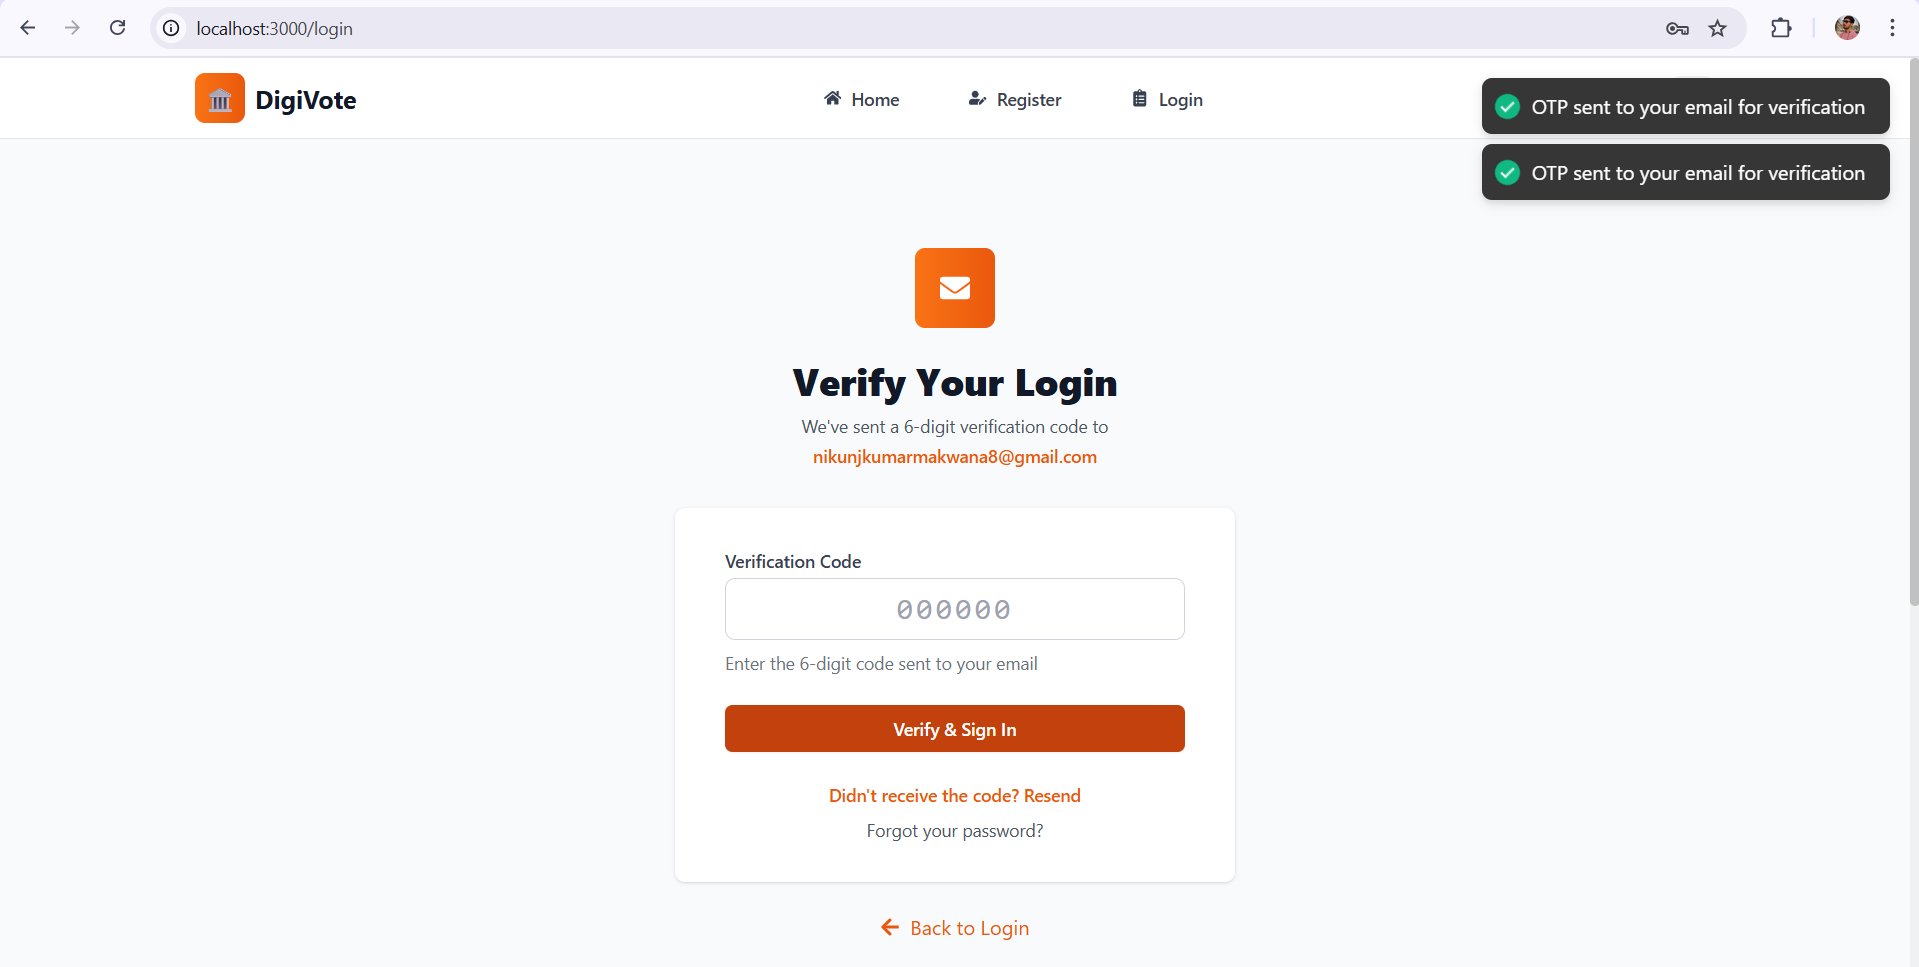 localhost:3000/login
DigiVote
Home
Register
Login
OTP sent to your email for verification
OTP sent to your email for verification
Verify Your Login
We've sent a 6-digit verification code to
nikunjkumarmakwana8@gmail.com
Verification Code
000000
Enter the 6-digit code sent to your email
Verify & Sign In
Didn't receive the code? Resend
Forgot your password?
Back to Login